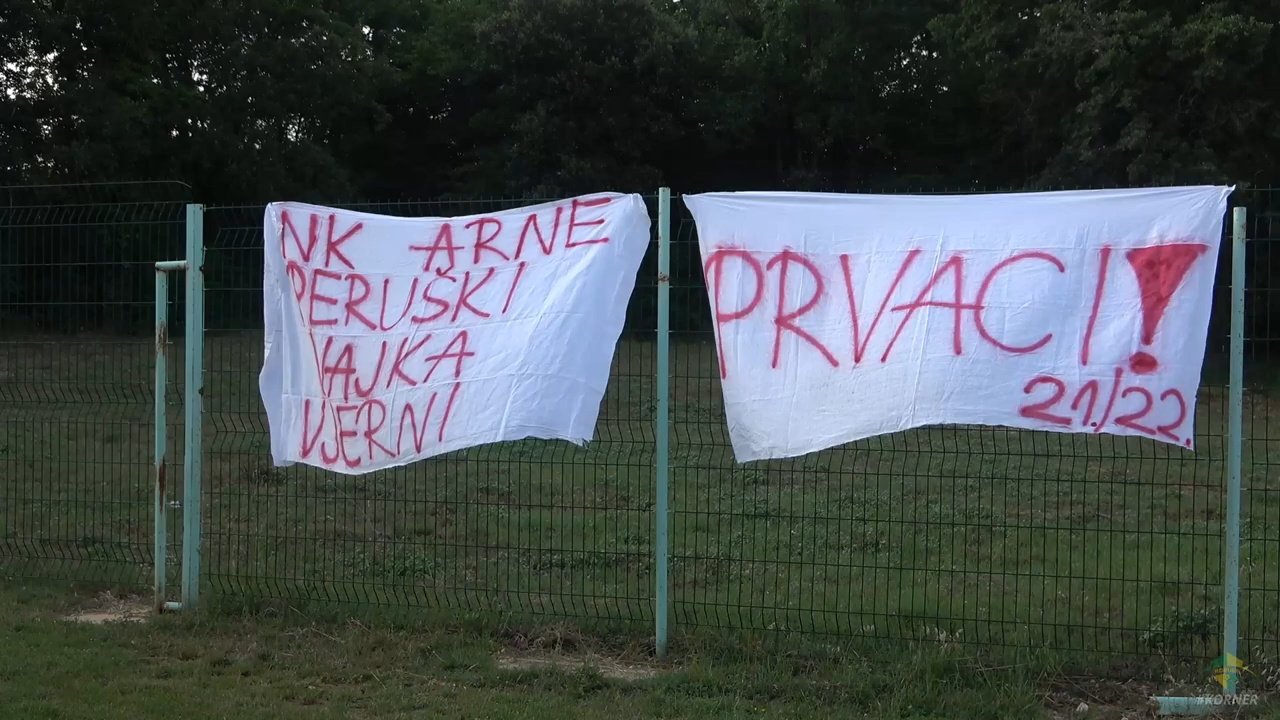 NK ARNE
PERUŠKI
VAJKA
VJERNI
PRVACI!
21./22.
#KORNER